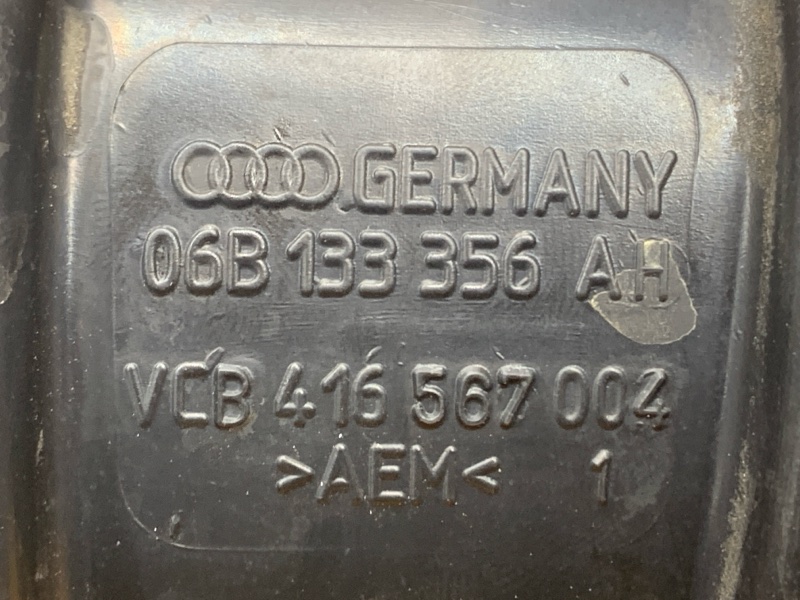 GERMANY
06B 133 356 AH
VCB 416 567 004
>AEM< 1